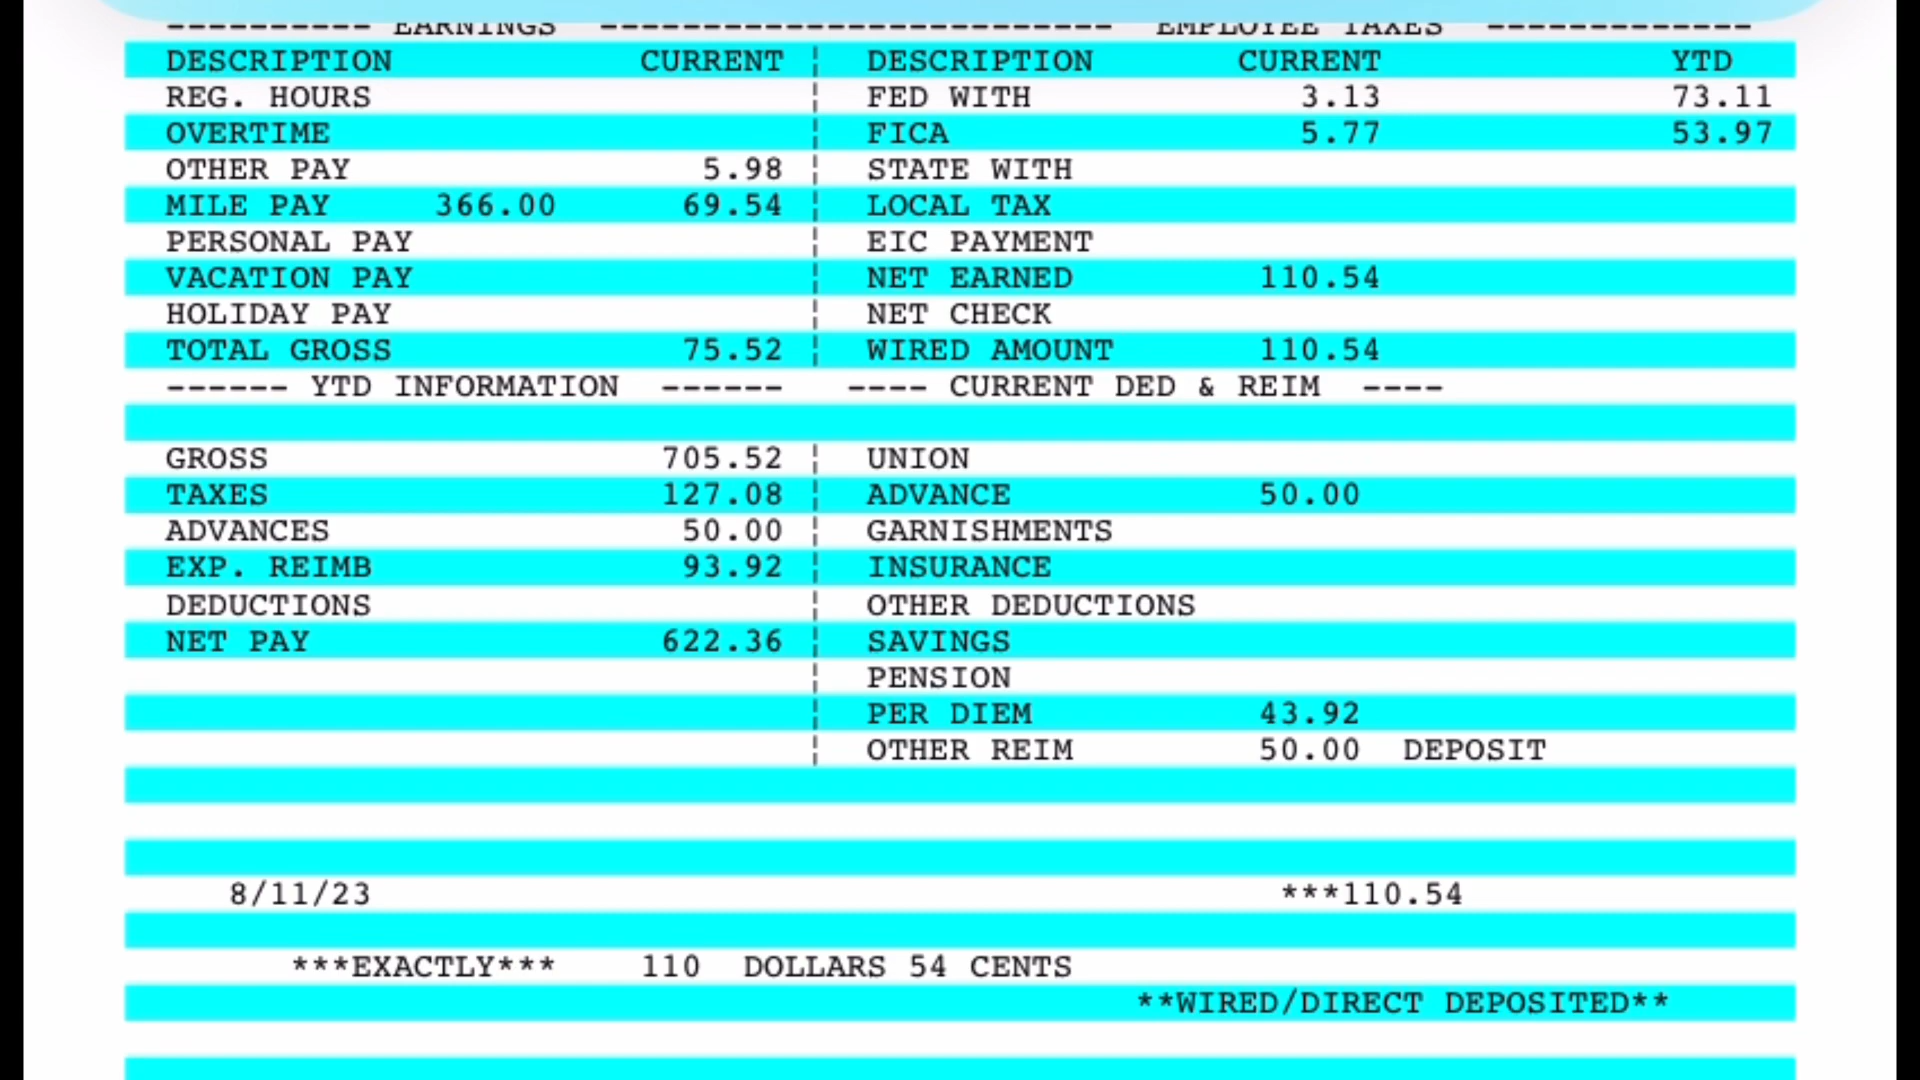 ---------- EARNINGS ------------------------- EMPLOYEE TAXES -------------
DESCRIPTION CURRENT ¦ DESCRIPTION CURRENT YTD
REG. HOURS ¦ FED WITH 3.13 73.11
OVERTIME ¦ FICA 5.77 53.97
OTHER PAY 5.98 ¦ STATE WITH
MILE PAY 366.00 69.54 ¦ LOCAL TAX
PERSONAL PAY ¦ EIC PAYMENT
VACATION PAY ¦ NET EARNED 110.54
HOLIDAY PAY ¦ NET CHECK
TOTAL GROSS 75.52 ¦ WIRED AMOUNT 110.54
------ YTD INFORMATION ------ ---- CURRENT DED & REIM ----
GROSS 705.52 ¦ UNION
TAXES 127.08 ¦ ADVANCE 50.00
ADVANCES 50.00 ¦ GARNISHMENTS
EXP. REIMB 93.92 ¦ INSURANCE
DEDUCTIONS ¦ OTHER DEDUCTIONS
NET PAY 622.36 ¦ SAVINGS
¦ PENSION
¦ PER DIEM 43.92
¦ OTHER REIM 50.00 DEPOSIT
8/11/23 ***110.54
***EXACTLY*** 110 DOLLARS 54 CENTS
**WIRED/DIRECT DEPOSITED**